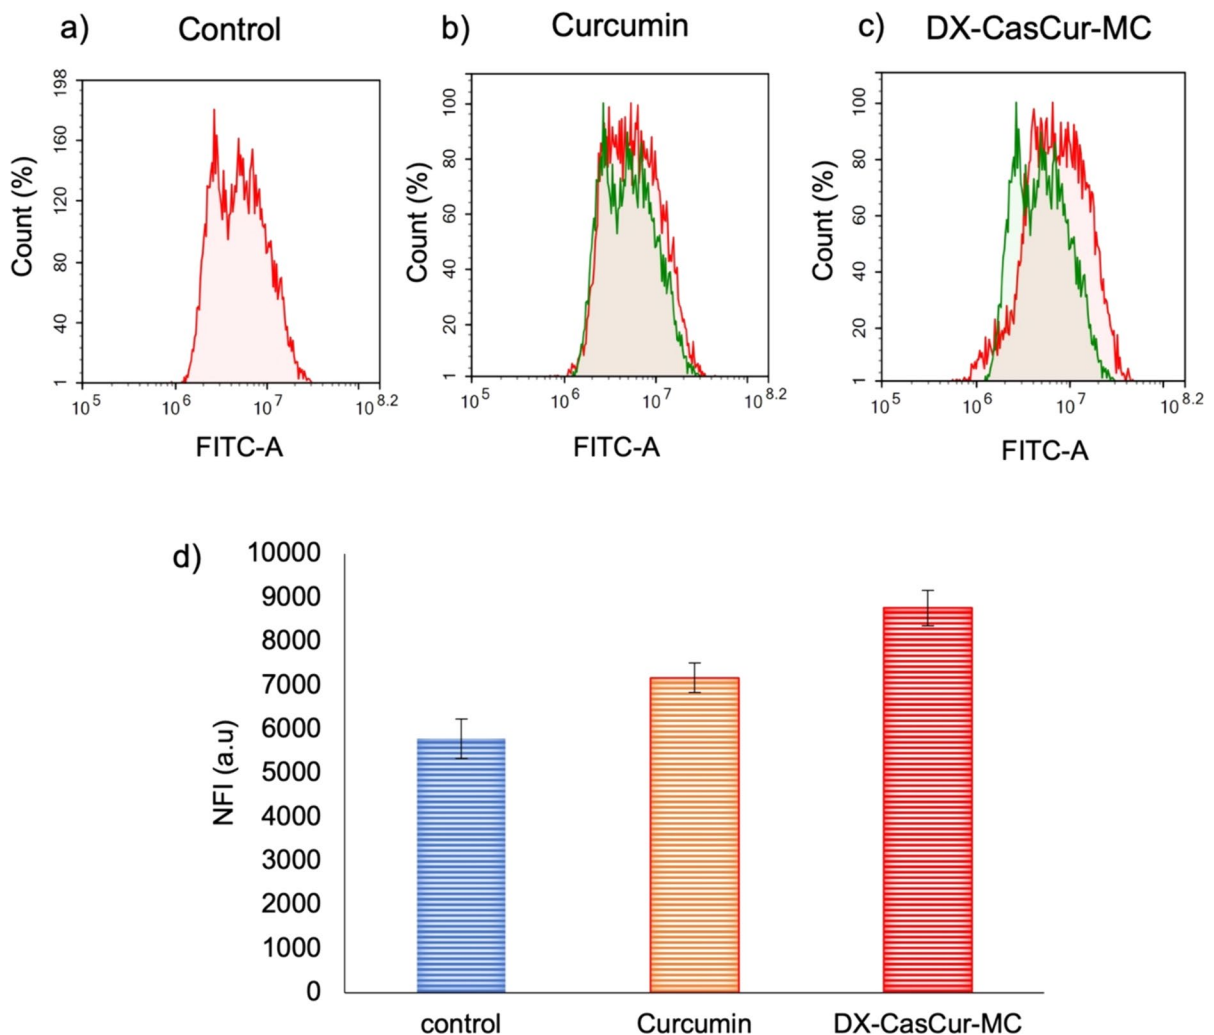 a) Control
b) Curcumin
c) DX-CasCur-MC
Count (%)
198
160
120
80
40
1
10^5 10^6 10^7 10^8.2
FITC-A
Count (%)
100
80
60
40
20
1
10^5 10^6 10^7 10^8.2
FITC-A
Count (%)
100
80
60
40
20
1
10^5 10^6 10^7 10^8.2
FITC-A
d)
NFI (a.u)
10000
9000
8000
7000
6000
5000
4000
3000
2000
1000
0
control Curcumin DX-CasCur-MC